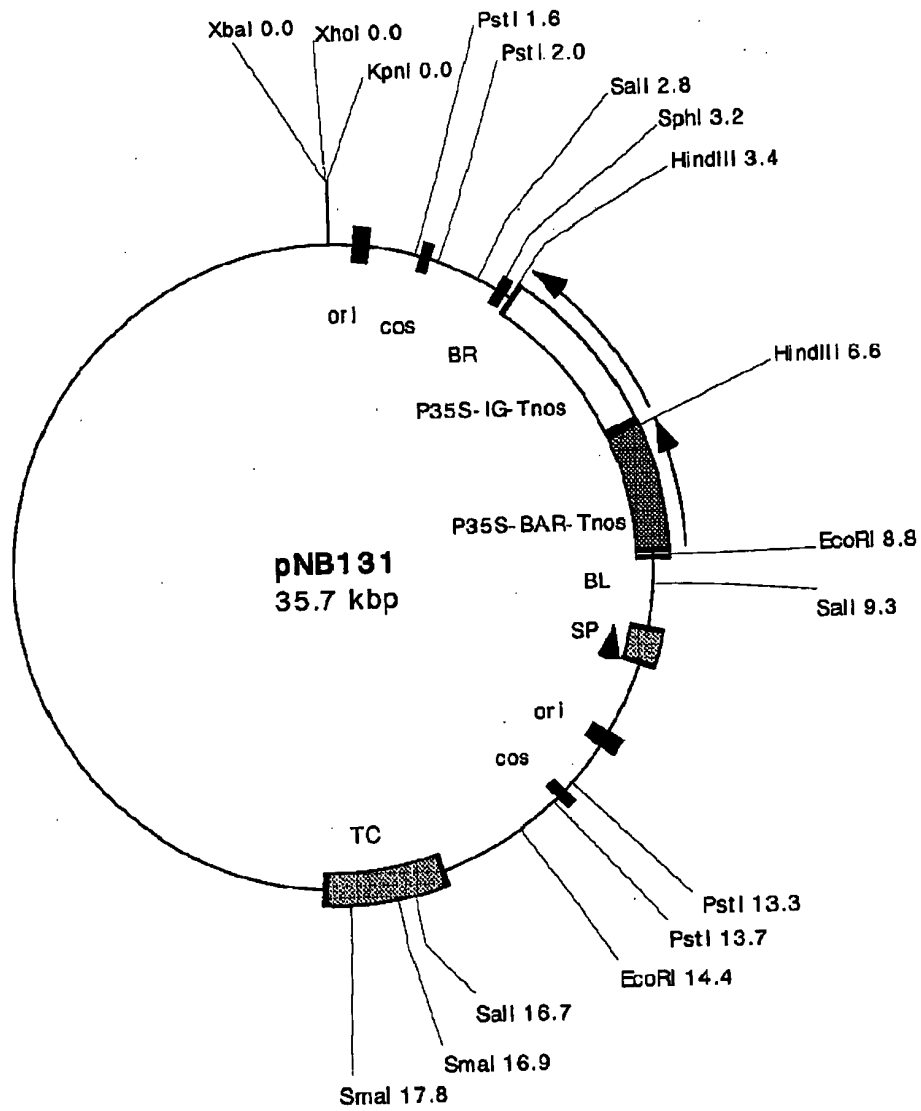 XbaI 0.0
XhoI 0.0
KpnI 0.0
PstI 1.6
PstI 2.0
SalI 2.8
SphI 3.2
HindIII 3.4
ori
cos
BR
HindIII 6.6
P35S-IG-Tnos
P35S-BAR-Tnos
EcoRI 8.8
pNB131
35.7 kbp
BL
SalI 9.3
SP
ori
cos
TC
PstI 13.3
PstI 13.7
EcoRI 14.4
SalI 16.7
SmaI 16.9
SmaI 17.8